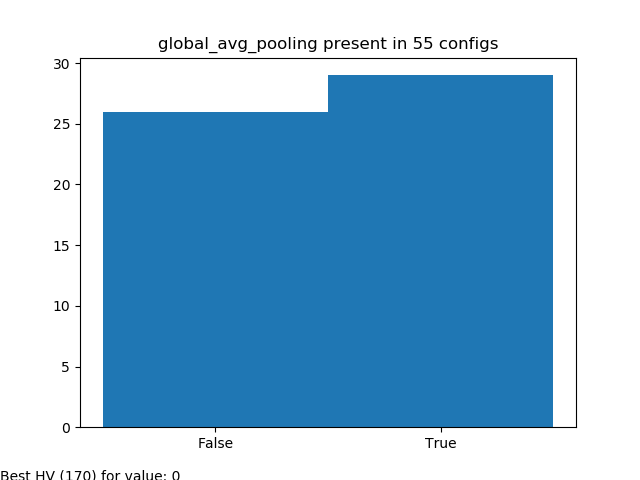 global_avg_pooling present in 55 configs
30
25
20
15
10
5
0
False True
Best HV (170) for value: 0